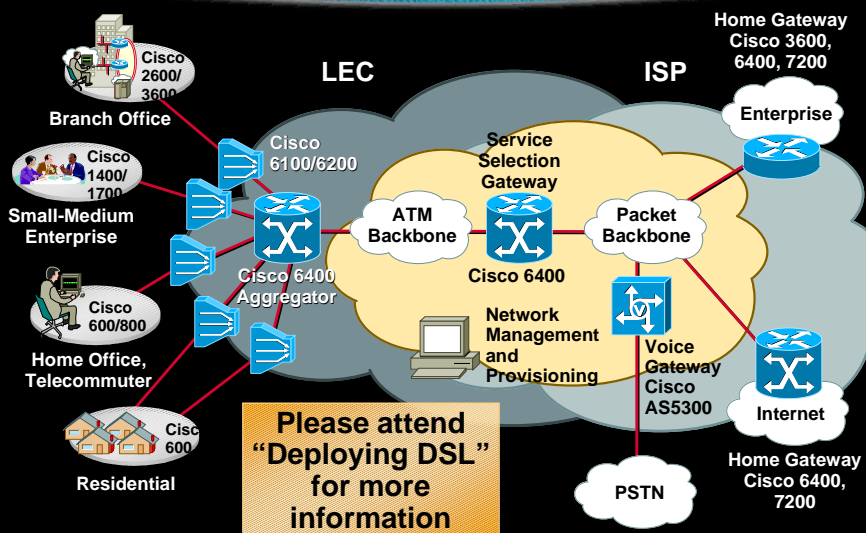 Home Gateway
Cisco 3600,
6400, 7200
LEC
ISP
Cisco
2600/
3600
Branch Office
Enterprise
Cisco
6100/6200
Service
Selection
Gateway
Cisco
1400/
1700
Small-Medium
Enterprise
ATM
Backbone
Packet
Backbone
Cisco 6400
Aggregator
Cisco 6400
Cisco
600/800
Home Office,
Telecommuter
Network
Management
and
Provisioning
V
Voice
Gateway
Cisco
AS5300
Internet
Cisc
600
Residential
Please attend
“Deploying DSL”
for more
information
PSTN
Home Gateway
Cisco 6400,
7200